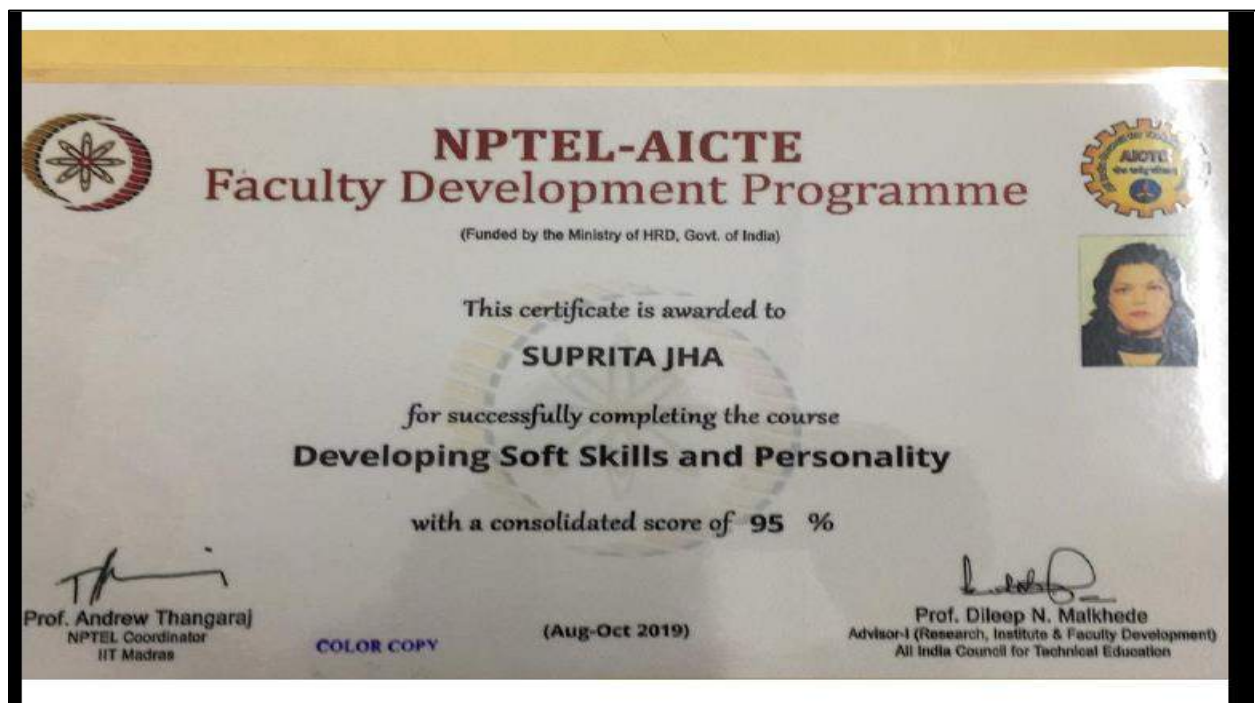 NPTEL-AICTE
Faculty Development Programme
(Funded by the Ministry of HRD, Govt. of India)
AICTE
This certificate is awarded to
SUPRITA JHA
for successfully completing the course
Developing Soft Skills and Personality
with a consolidated score of 95 %
Prof. Andrew Thangaraj
NPTEL Coordinator
IIT Madras
COLOR COPY
(Aug-Oct 2019)
Prof. Dileep N. Malkhede
Advisor-I (Research, Institute & Faculty Development)
All India Council for Technical Education